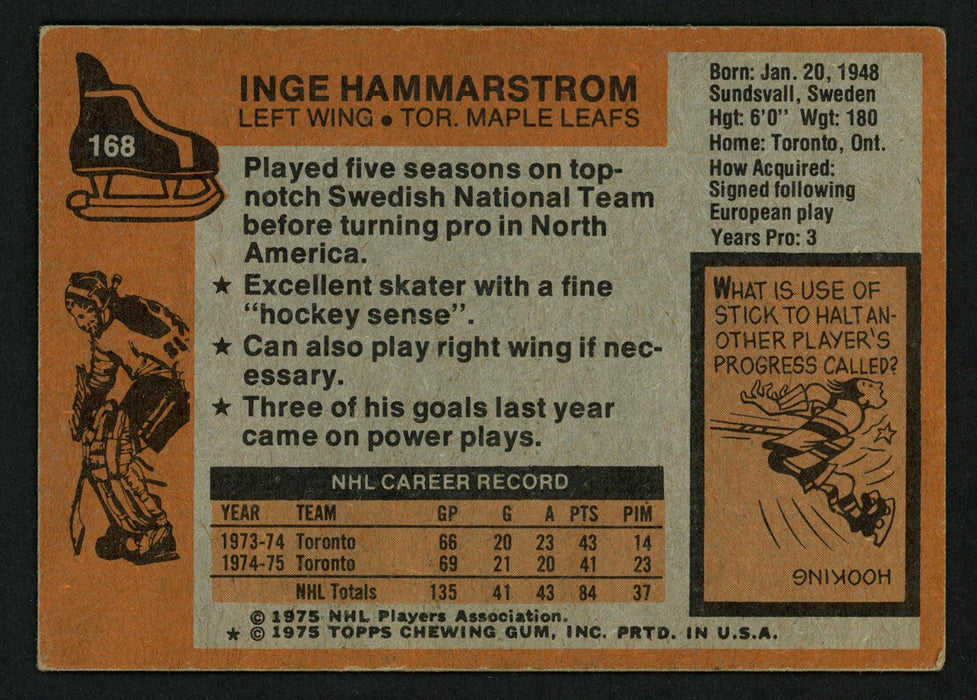 168
INGE HAMMARSTROM
LEFT WING ● TOR. MAPLE LEAFS
Born: Jan. 20, 1948
Sundsvall, Sweden
Hgt: 6'0" Wgt: 180
Home: Toronto, Ont.
How Acquired:
Signed following
European play
Years Pro: 3
Played five seasons on top-
notch Swedish National Team
before turning pro in North
America.
★ Excellent skater with a fine
"hockey sense".
★ Can also play right wing if nec-
essary.
★ Three of his goals last year
came on power plays.
WHAT IS USE OF
STICK TO HALT AN-
OTHER PLAYER'S
PROGRESS CALLED?
HOOKING
NHL CAREER RECORD
YEAR TEAM GP G A PTS PIM
1973-74 Toronto 66 20 23 43 14
1974-75 Toronto 69 21 20 41 23
NHL Totals 135 41 43 84 37
© 1975 NHL Players Association.
★ © 1975 TOPPS CHEWING GUM, INC. PRTD. IN U.S.A.